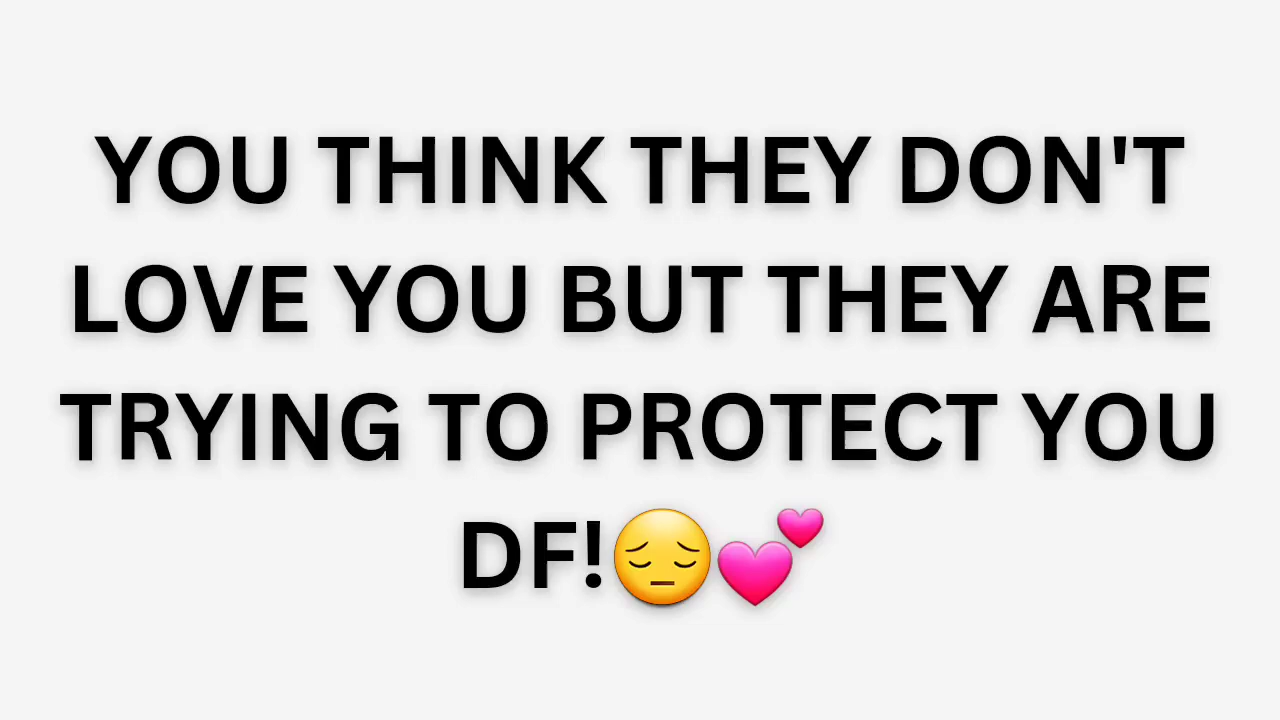 YOU THINK THEY DON'T
LOVE YOU BUT THEY ARE
TRYING TO PROTECT YOU
DF!😔💕